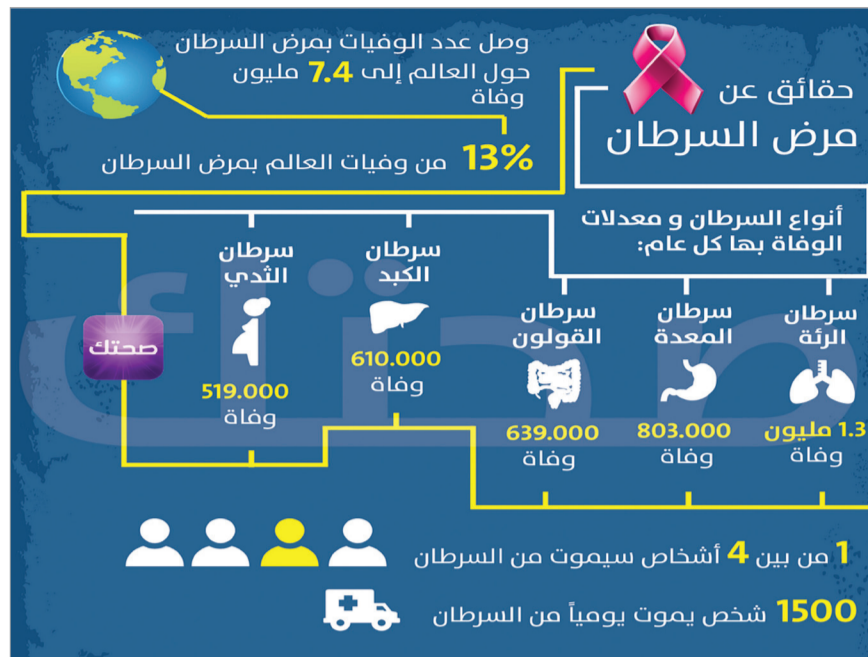 حقائق عن
مرض السرطان
وصل عدد الوفيات بمرض السرطان
حول العالم إلى 7.4 مليون
وفاة
13% من وفيات العالم بمرض السرطان
أنواع السرطان و معدلات
الوفاة بها كل عام:
سرطان
الرئة
1.3 مليون
وفاة
سرطان
المعدة
803.000
وفاة
سرطان
القولون
639.000
وفاة
سرطان
الكبد
610.000
وفاة
سرطان
الثدي
519.000
وفاة
صحتك
صحتك
1 من بين 4 أشخاص سيموت من السرطان
1500 شخص يموت يومياً من السرطان